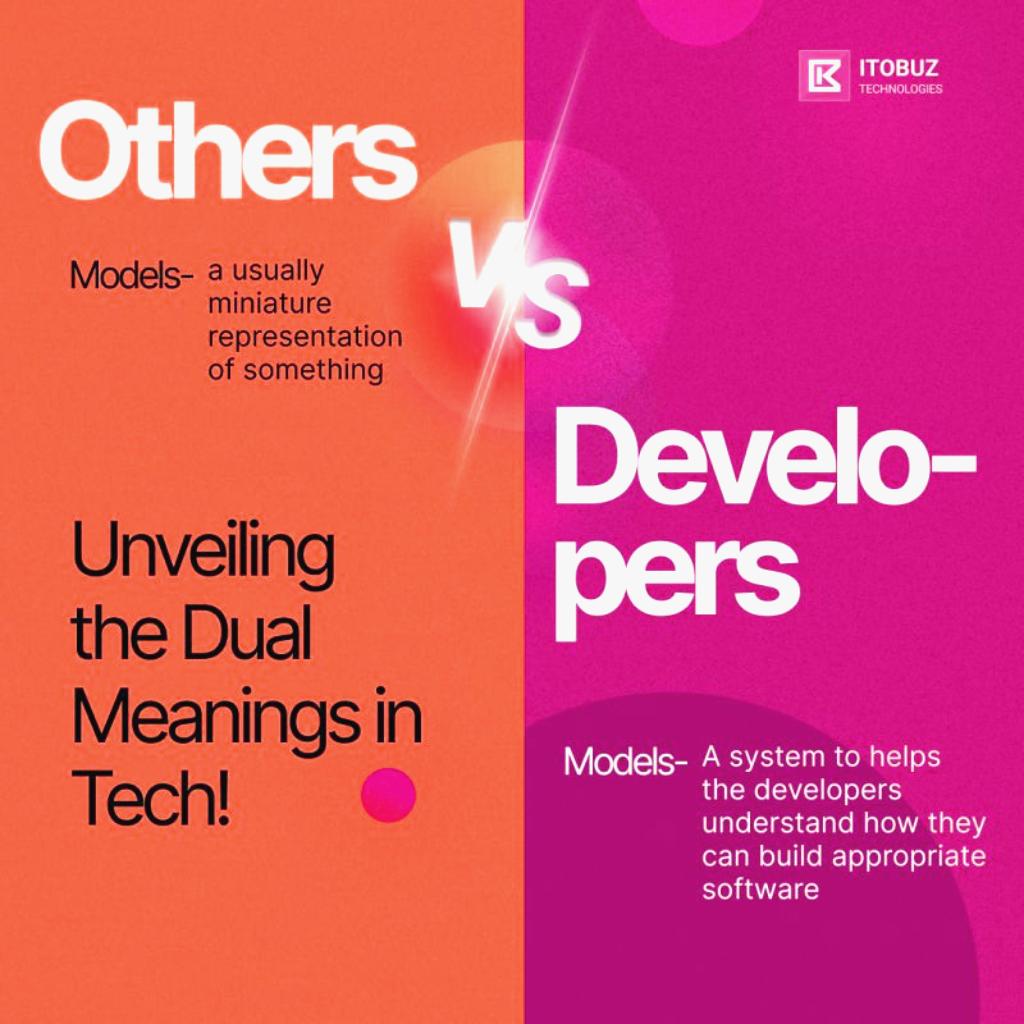 ITOBUZ
TECHNOLOGIES
Others
Models- a usually
miniature
representation
of something
VS
Develo-
pers
Unveiling
the Dual
Meanings in
Tech!
Models- A system to helps
the developers
understand how they
can build appropriate
software